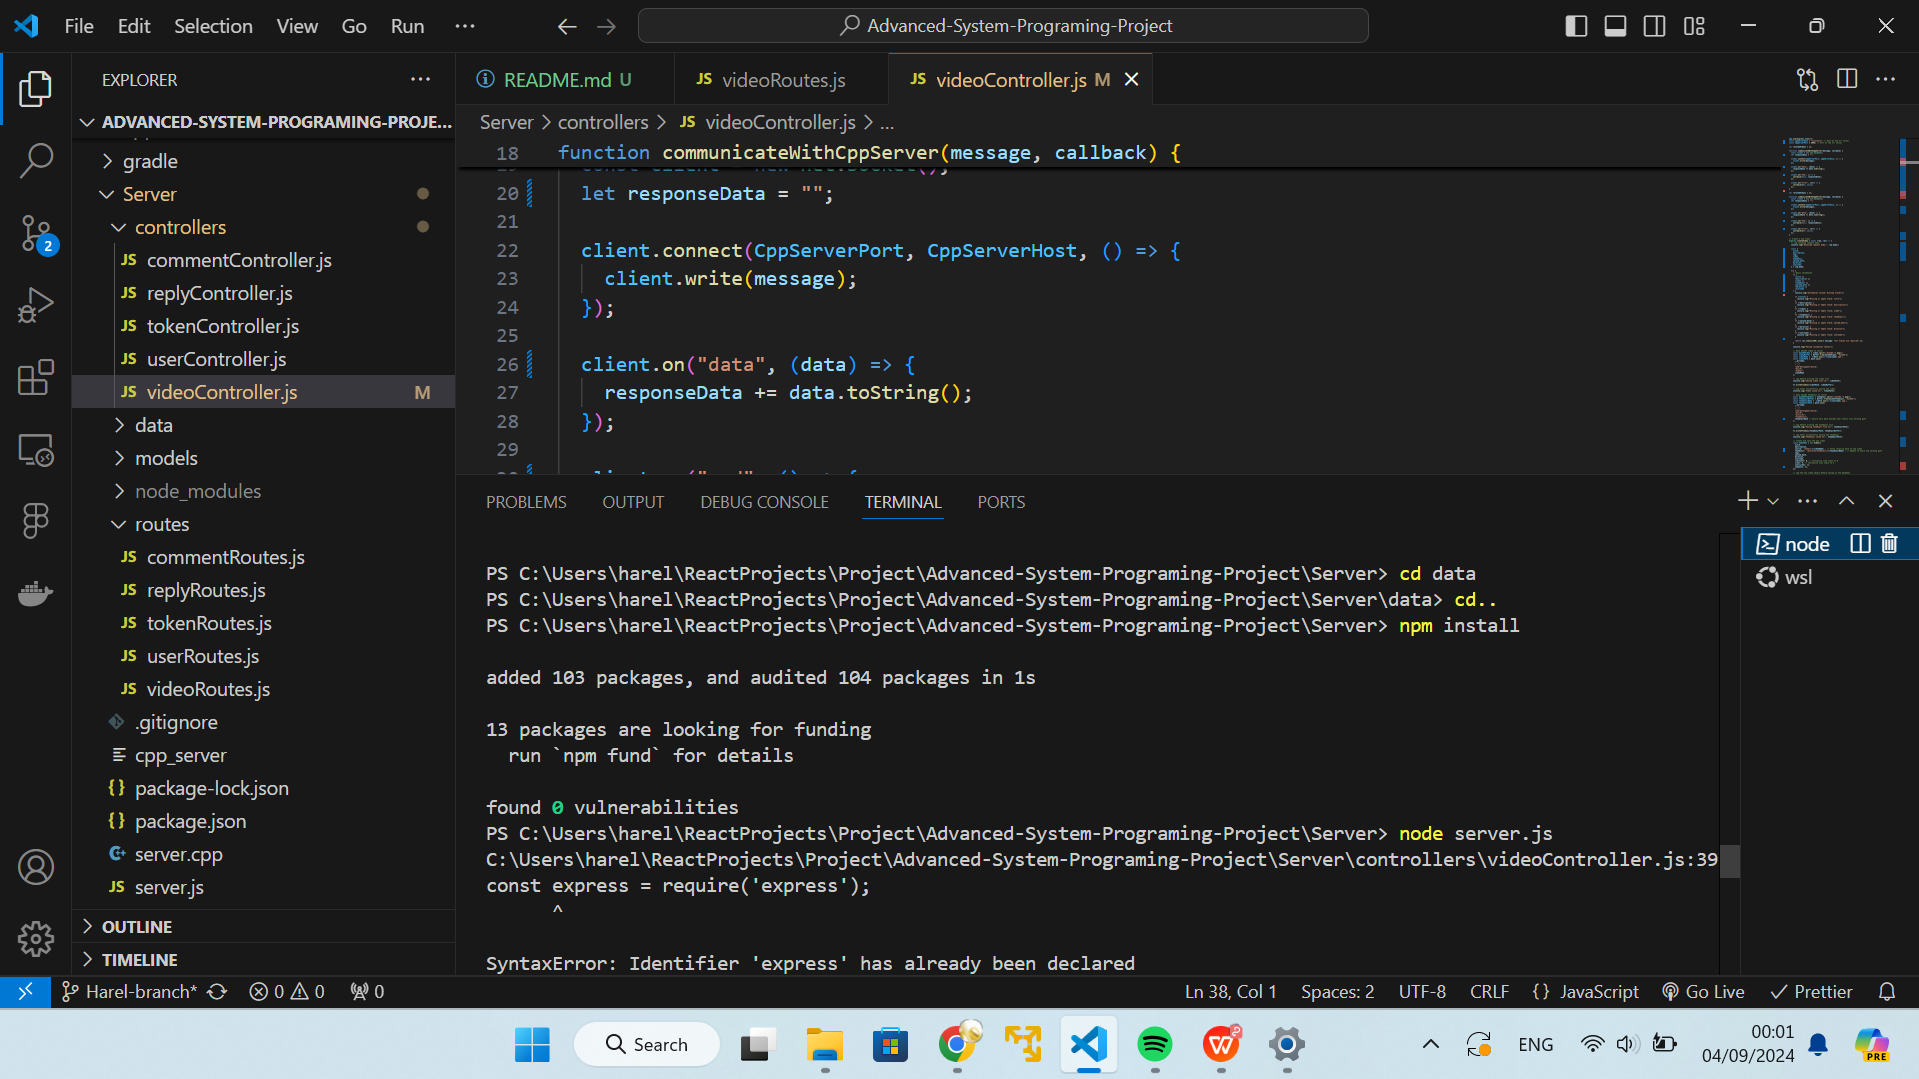 File Edit Selection View Go Run ···
Advanced-System-Programing-Project
EXPLORER
ADVANCED-SYSTEM-PROGRAMING-PROJE...
gradle
Server
controllers
JS commentController.js
JS replyController.js
JS tokenController.js
JS userController.js
JS videoController.js M
data
models
node_modules
routes
JS commentRoutes.js
JS replyRoutes.js
JS tokenRoutes.js
JS userRoutes.js
JS videoRoutes.js
.gitignore
cpp_server
{} package-lock.json
{} package.json
server.cpp
JS server.js
OUTLINE
TIMELINE
2
README.md U
JS videoRoutes.js
JS videoController.js M
Server > controllers > JS videoController.js > ...
18 function communicateWithCppServer(message, callback) {
20 let responseData = "";
21
22 client.connect(CppServerPort, CppServerHost, () => {
23 client.write(message);
24 });
25
26 client.on("data", (data) => {
27 responseData += data.toString();
28 });
29
PROBLEMS OUTPUT DEBUG CONSOLE TERMINAL PORTS
node
wsl
PS C:\Users\harel\ReactProjects\Project\Advanced-System-Programing-Project\Server> cd data
PS C:\Users\harel\ReactProjects\Project\Advanced-System-Programing-Project\Server\data> cd..
PS C:\Users\harel\ReactProjects\Project\Advanced-System-Programing-Project\Server> npm install
added 103 packages, and audited 104 packages in 1s
13 packages are looking for funding
run `npm fund` for details
found 0 vulnerabilities
PS C:\Users\harel\ReactProjects\Project\Advanced-System-Programing-Project\Server> node server.js
C:\Users\harel\ReactProjects\Project\Advanced-System-Programing-Project\Server\controllers\videoController.js:39
const express = require('express');
^
SyntaxError: Identifier 'express' has already been declared
Harel-branch* 0 0 0
Ln 38, Col 1 Spaces: 2 UTF-8 CRLF {} JavaScript Go Live Prettier
Search
ENG
00:01
04/09/2024
PRE